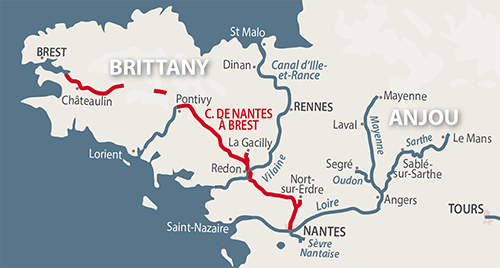 St Malo
BREST
Dinan
Canal d'Ille-
et-Rance
BRITTANY
Châteaulin
Pontivy
RENNES
Mayenne
C. DE NANTES
À BREST
Laval
Mayenne
ANJOU
La Gacilly
Sarthe
Le Mans
Lorient
Redon
Vilaine
Segré
Oudon
Sablé-
sur-Sarthe
Nort-
sur-Erdre
Loire
Angers
TOURS
Saint-Nazaire
NANTES
Sèvre
Nantaise